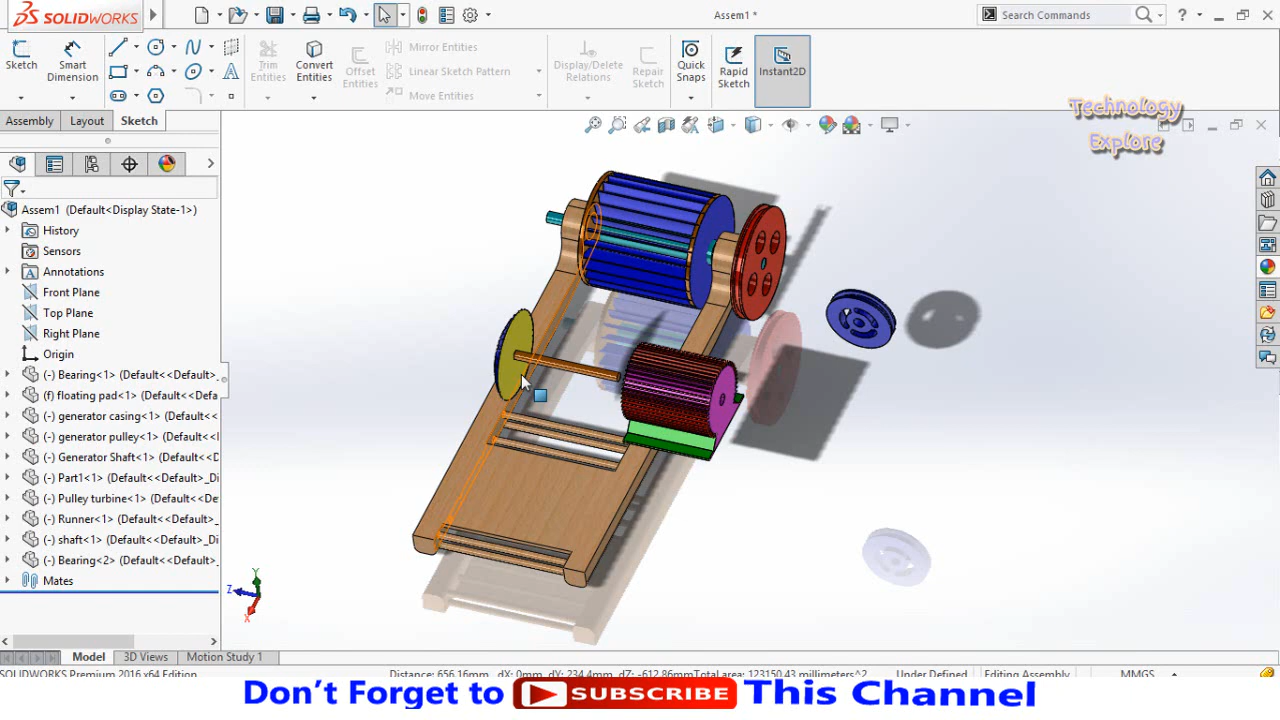 SOLIDWORKS
Assem1 *
Search Commands
?
Sketch
Smart
Dimension
Trim
Entities
Convert
Entities
Offset
Entities
Mirror Entities
Linear Sketch Pattern
Move Entities
Display/Delete
Relations
Repair
Sketch
Quick
Snaps
Rapid
Sketch
Instant2D
Assembly
Layout
Sketch
Technology
Explore
Assem1 (Default<Display State-1>)
History
Sensors
Annotations
Front Plane
Top Plane
Right Plane
Origin
(-) Bearing<1> (Default<<Default>_
(f) floating pad<1> (Default<<Defa
(-) generator casing<1> (Default<<
(-) generator pulley<1> (Default<<
(-) Generator Shaft<1> (Default<<D
(-) Part1<1> (Default<<Default>_Di
(-) Pulley turbine<1> (Default<<De
(-) Runner<1> (Default<<Default>_
(-) shaft<1> (Default<<Default>_Di
(-) Bearing<2> (Default<<Default>_
Mates
Y
Z
X
Model
3D Views
Motion Study 1
SOLIDWORKS Premium 2016 x64 Edition
Distance: 656.16mm dX: 0mm dY: 234.4mm dZ: -612.86mmTotal area: 123150.43 millimeters^2
Under Defined
Editing Assembly
MMGS
Don't Forget to SUBSCRIBE This Channel